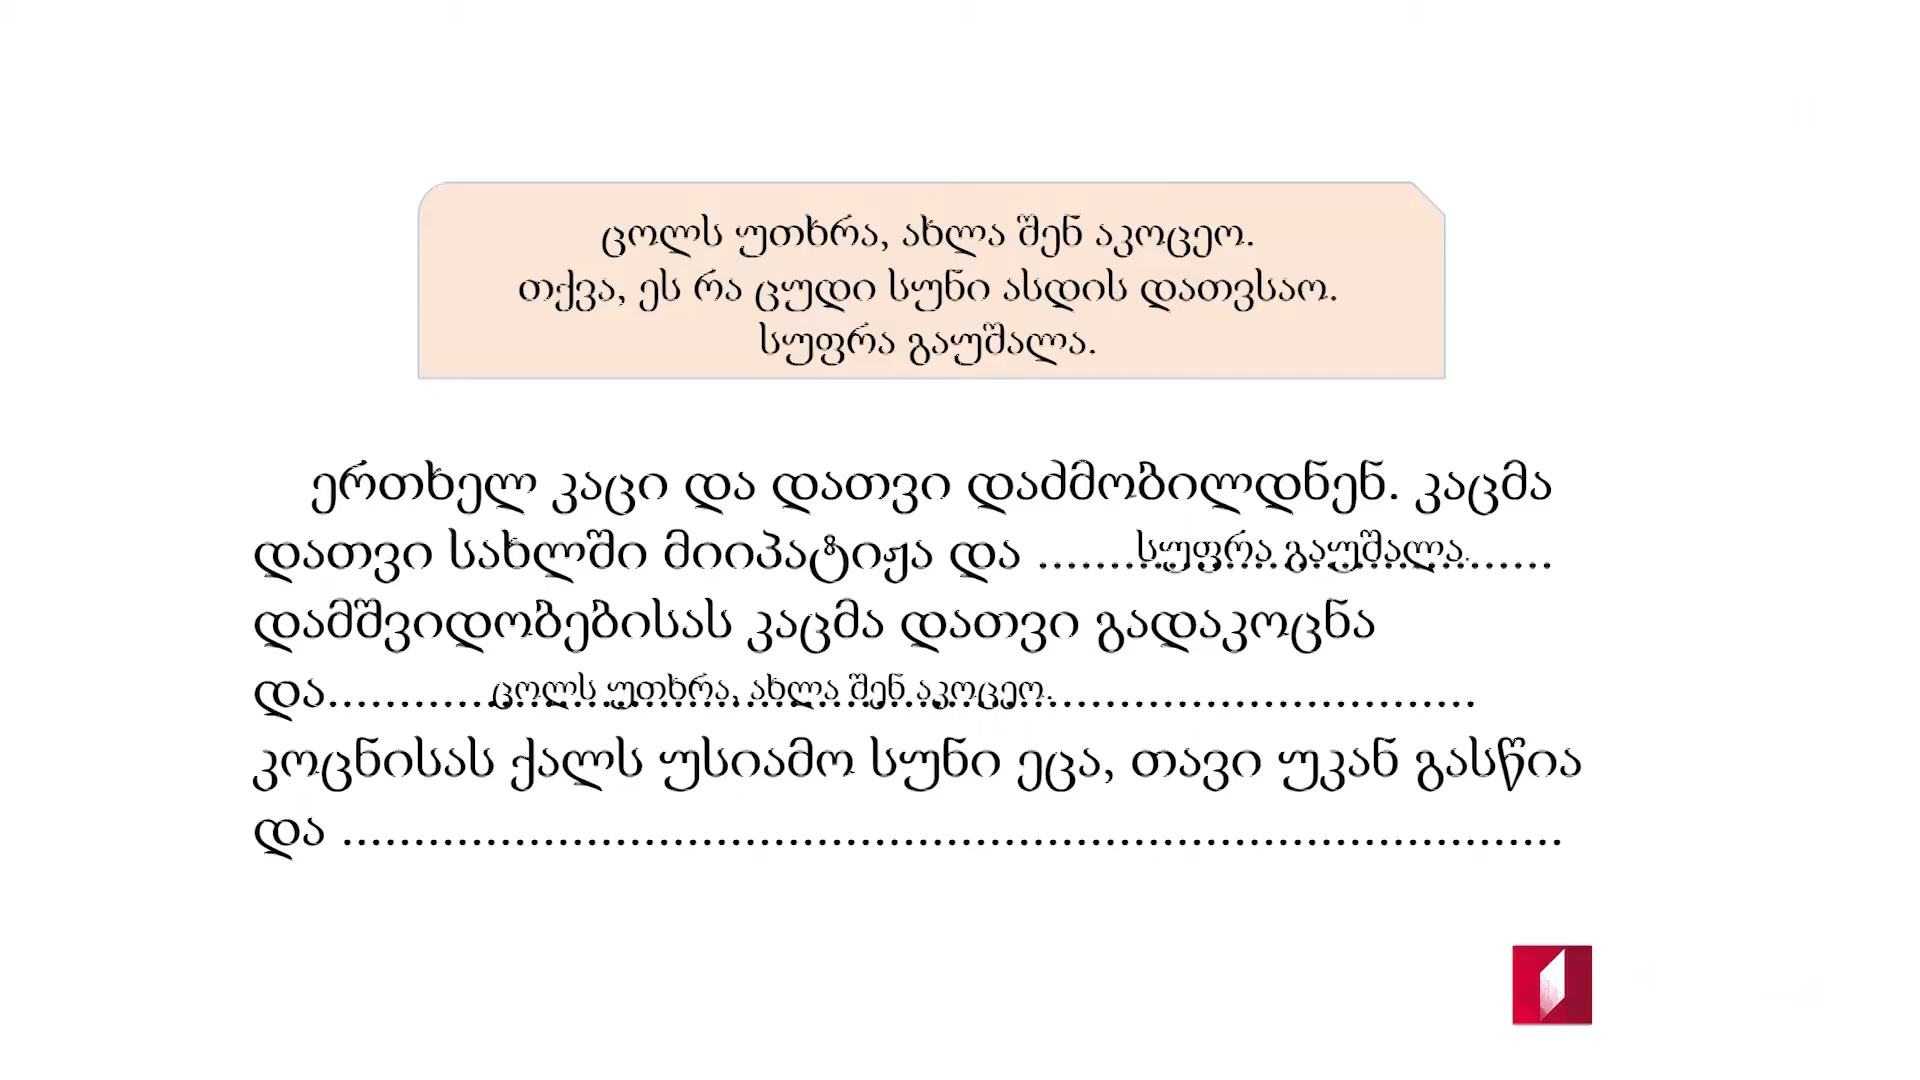 ცოლს უთხრა, ახლა შენ აკოცეო.
თქვა, ეს რა ცუდი სუნი ასდის დათვსაო.
სუფრა გაუშალა.
ერთხელ კაცი და დათვი დაძმობილდნენ. კაცმა
დათვი სახლში მიიპატიჟა და ......სუფრა გაუშალა.......
დამშვიდობებისას კაცმა დათვი გადაკოცნა
და...........ცოლს უთხრა, ახლა შენ აკოცეო..............................
კოცნისას ქალს უსიამო სუნი ეცა, თავი უკან გასწია
და .....................................................................................